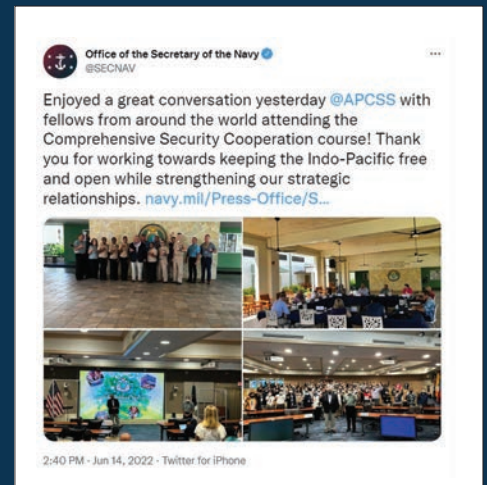 Office of the Secretary of the Navy
@SECNAV
Enjoyed a great conversation yesterday @APCSS with
fellows from around the world attending the
Comprehensive Security Cooperation course! Thank
you for working towards keeping the Indo-Pacific free
and open while strengthening our strategic
relationships. navy.mil/Press-Office/S...
2:40 PM - Jun 14, 2022 - Twitter for iPhone